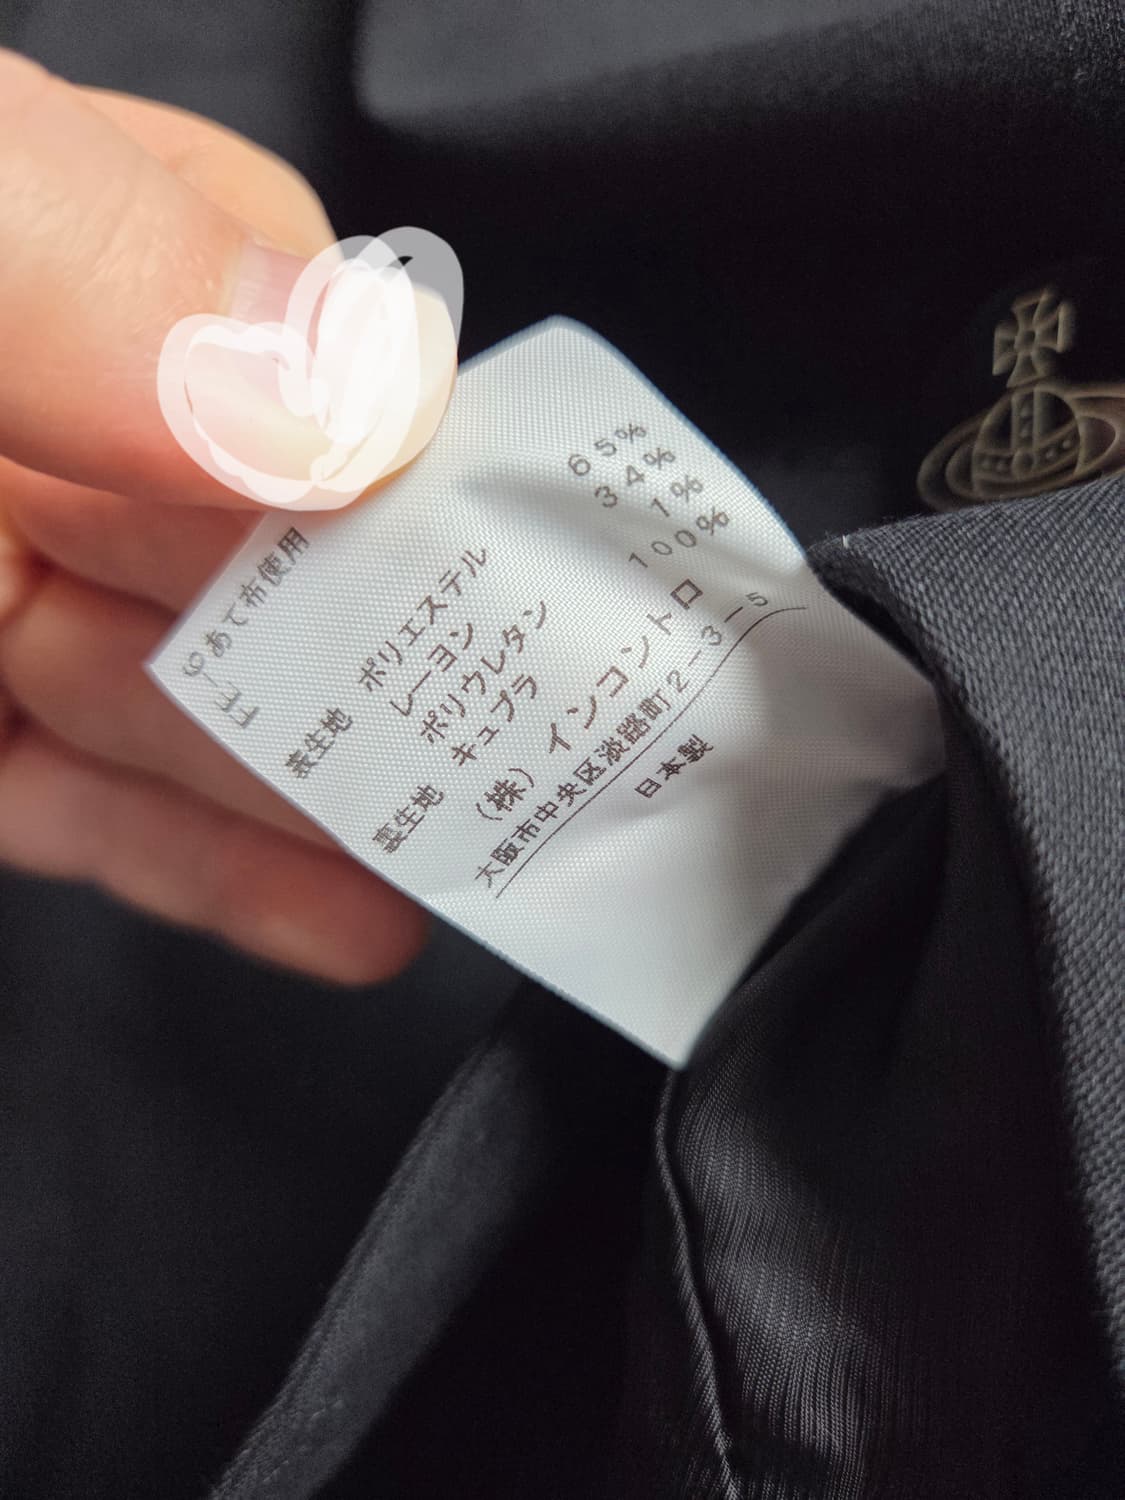 FF-6
あて布使用
表生地 ポリエステル 65%
レーヨン 34%
ポリウレタン 1%
裏生地 キュプラ 100%
(株) インコントロ
大阪市中央区淡路町2-3-5
日本製